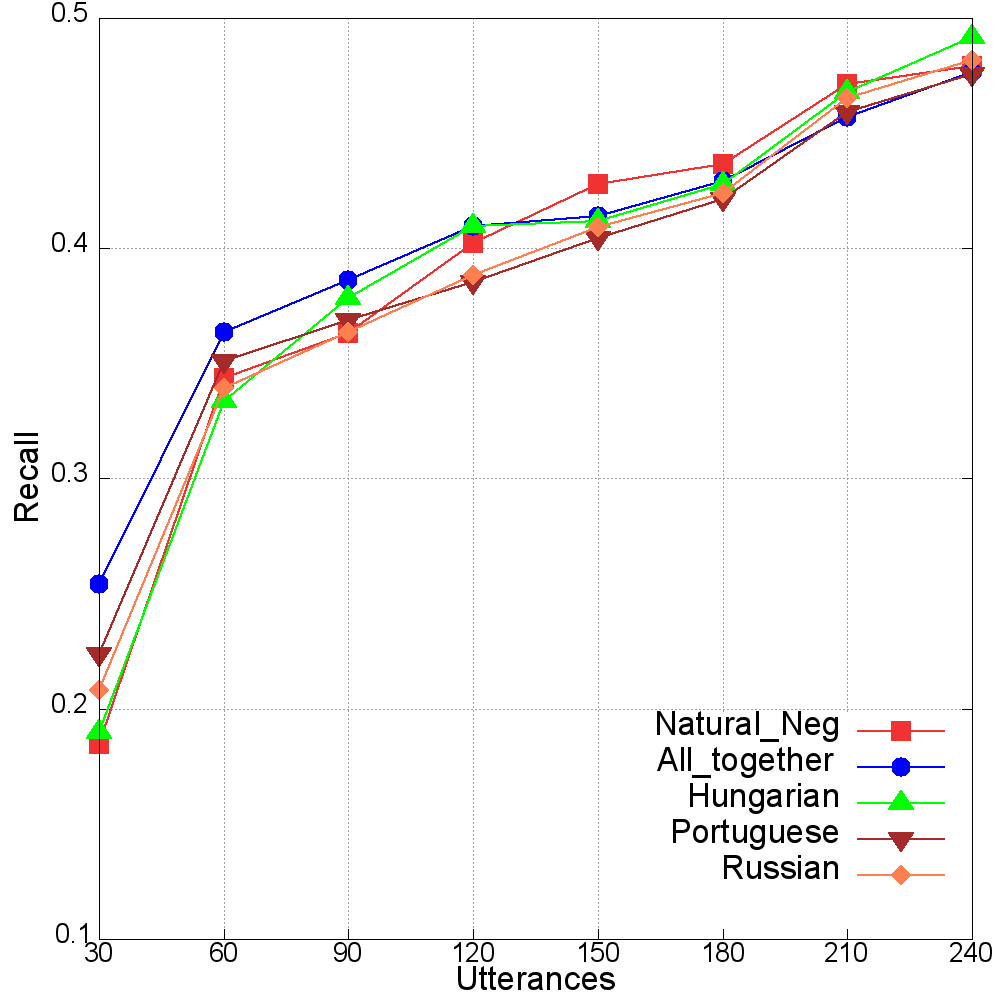 0.5
0.4
0.3
0.2
0.1
Recall
Natural_Neg
All_together
Hungarian
Portuguese
Russian
30 60 90 120 150 180 210 240
Utterances